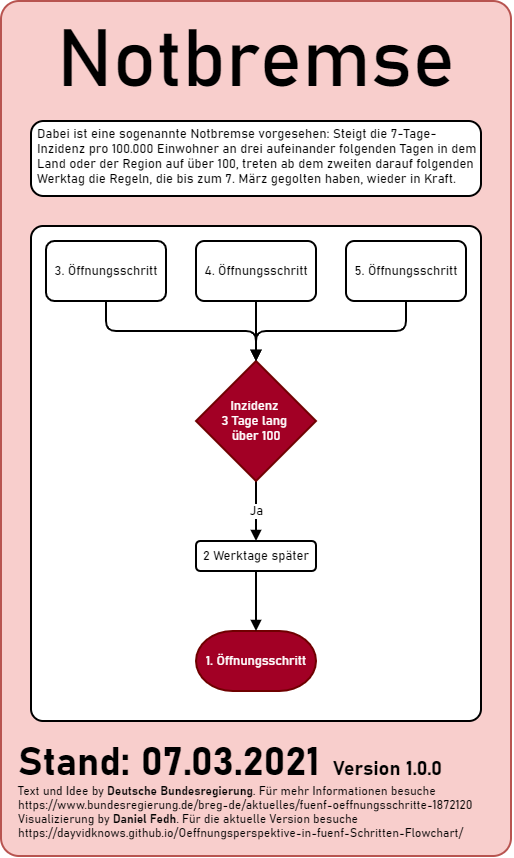 Notbremse
Dabei ist eine sogenannte Notbremse vorgesehen: Steigt die 7-Tage-
Inzidenz pro 100.000 Einwohner an drei aufeinander folgenden Tagen in dem
Land oder der Region auf über 100, treten ab dem zweiten darauf folgenden
Werktag die Regeln, die bis zum 7. März gegolten haben, wieder in Kraft.
3. Öffnungsschritt
4. Öffnungsschritt
5. Öffnungsschritt
Inzidenz
3 Tage lang
über 100
Ja
2 Werktage später
1. Öffnungsschritt
Stand: 07.03.2021 Version 1.0.0
Text und Idee by Deutsche Bundesregierung. Für mehr Informationen besuche
https://www.bundesregierung.de/breg-de/aktuelles/fuenf-oeffnungsschritte-1872120
Visualizierung by Daniel Fedh. Für die aktuelle Version besuche
https://dayvidknows.github.io/Oeffnungsperspektive-in-fuenf-Schritten-Flowchart/